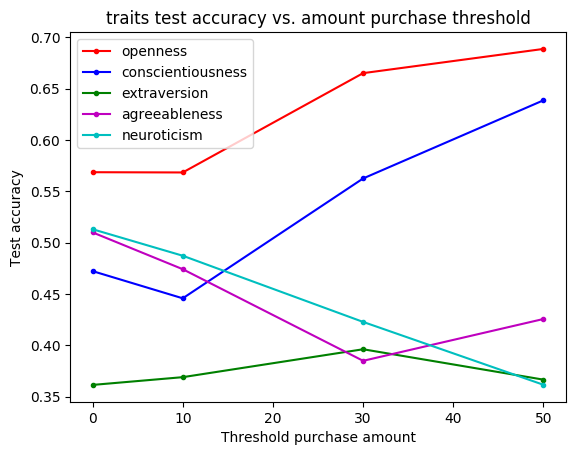 traits test accuracy vs. amount purchase threshold
0.70
0.65
0.60
0.55
0.50
0.45
0.40
0.35
Test accuracy
openness
conscientiousness
extraversion
agreeableness
neuroticism
0 10 20 30 40 50
Threshold purchase amount